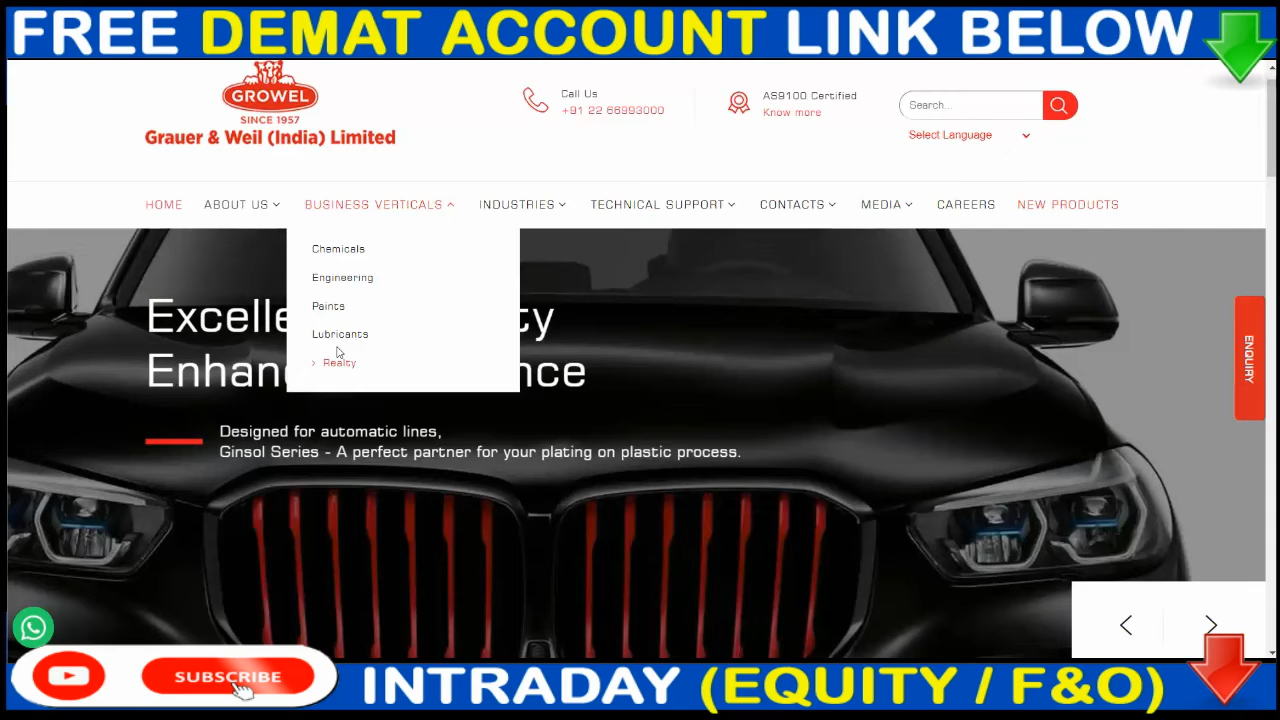 FREE DEMAT ACCOUNT LINK BELOW
GROWEL
SINCE 1957
Grauer & Weil (India) Limited
Call Us
+91 22 66993000
AS9100 Certified
Know more
Search...
Select Language
HOME ABOUT US BUSINESS VERTICALS INDUSTRIES TECHNICAL SUPPORT CONTACTS MEDIA CAREERS NEW PRODUCTS
Chemicals
Engineering
Paints
Lubricants
Realty
Excelle ty
Enhan nce
Designed for automatic lines,
Ginsol Series - A perfect partner for your plating on plastic process.
ENQUIRY
SUBSCRIBE
INTRADAY (EQUITY / F&O)